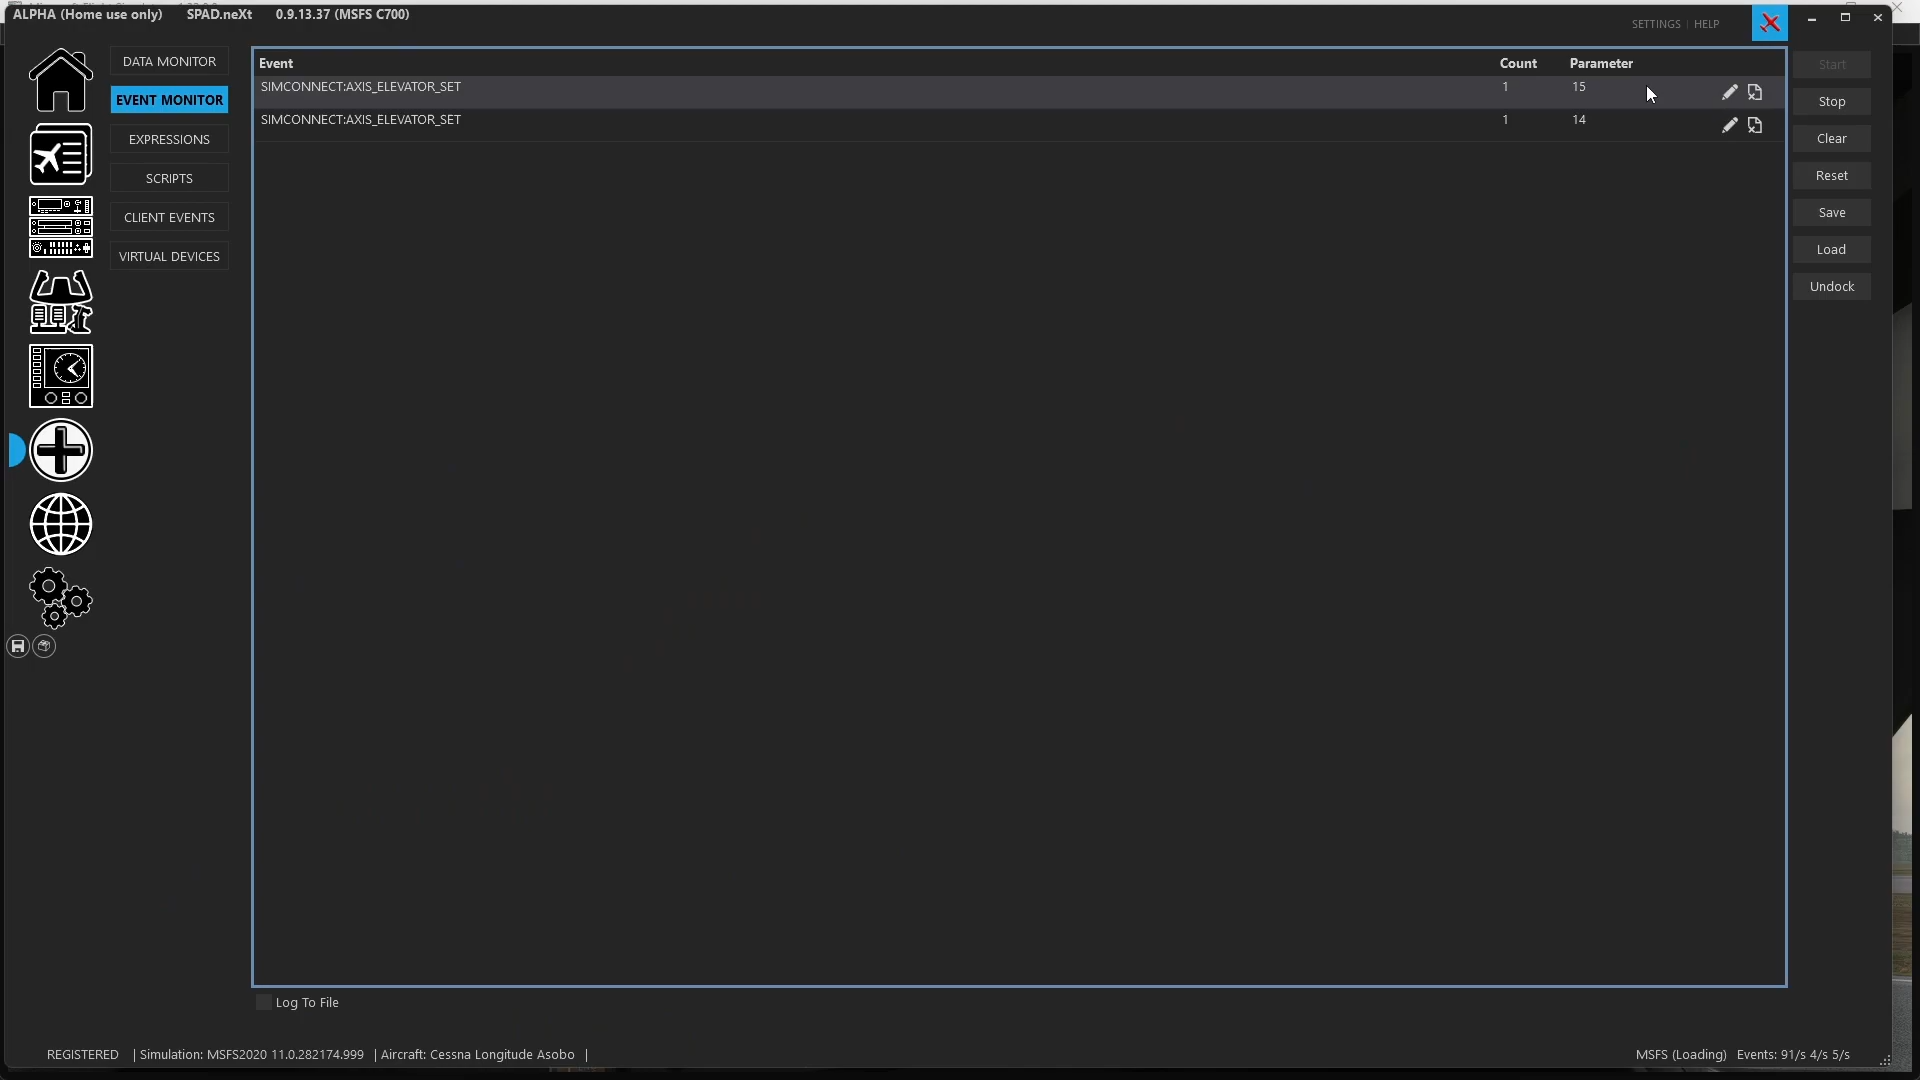 ALPHA (Home use only) SPAD.neXt 0.9.13.37 (MSFS C700)
SETTINGS | HELP
DATA MONITOR
EVENT MONITOR
EXPRESSIONS
SCRIPTS
CLIENT EVENTS
VIRTUAL DEVICES
Event Count Parameter
SIMCONNECT:AXIS_ELEVATOR_SET 1 15
SIMCONNECT:AXIS_ELEVATOR_SET 1 14
Start
Stop
Clear
Reset
Save
Load
Undock
Log To File
REGISTERED | Simulation: MSFS2020 11.0.282174.999 | Aircraft: Cessna Longitude Asobo |
MSFS (Loading) Events: 91/s 4/s 5/s